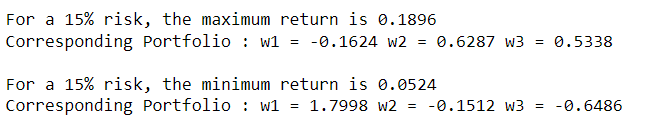 For a 15% risk, the maximum return is 0.1896
Corresponding Portfolio : w1 = -0.1624 w2 = 0.6287 w3 = 0.5338
For a 15% risk, the minimum return is 0.0524
Corresponding Portfolio : w1 = 1.7998 w2 = -0.1512 w3 = -0.6486